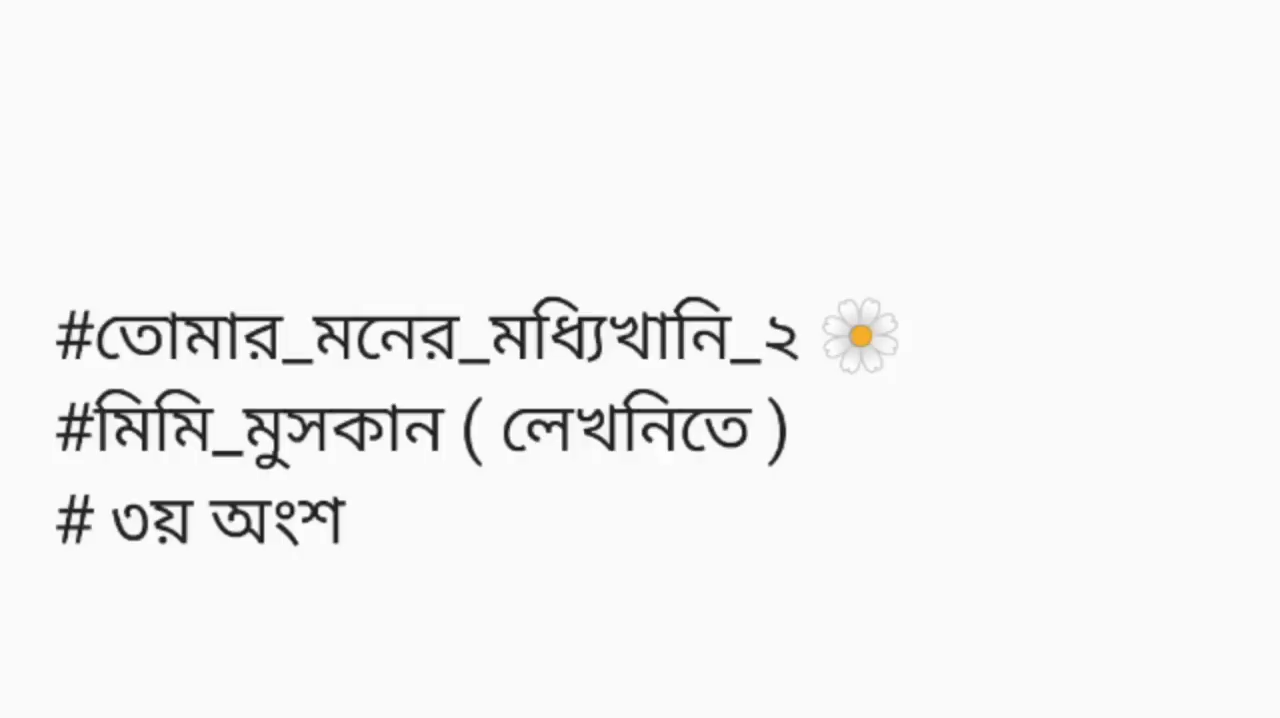 #তোমার_মনের_মধ্যিখানি_২ 🌼
#মিমি_মুসকান ( লেখনিতে )
# ৩য় অংশ